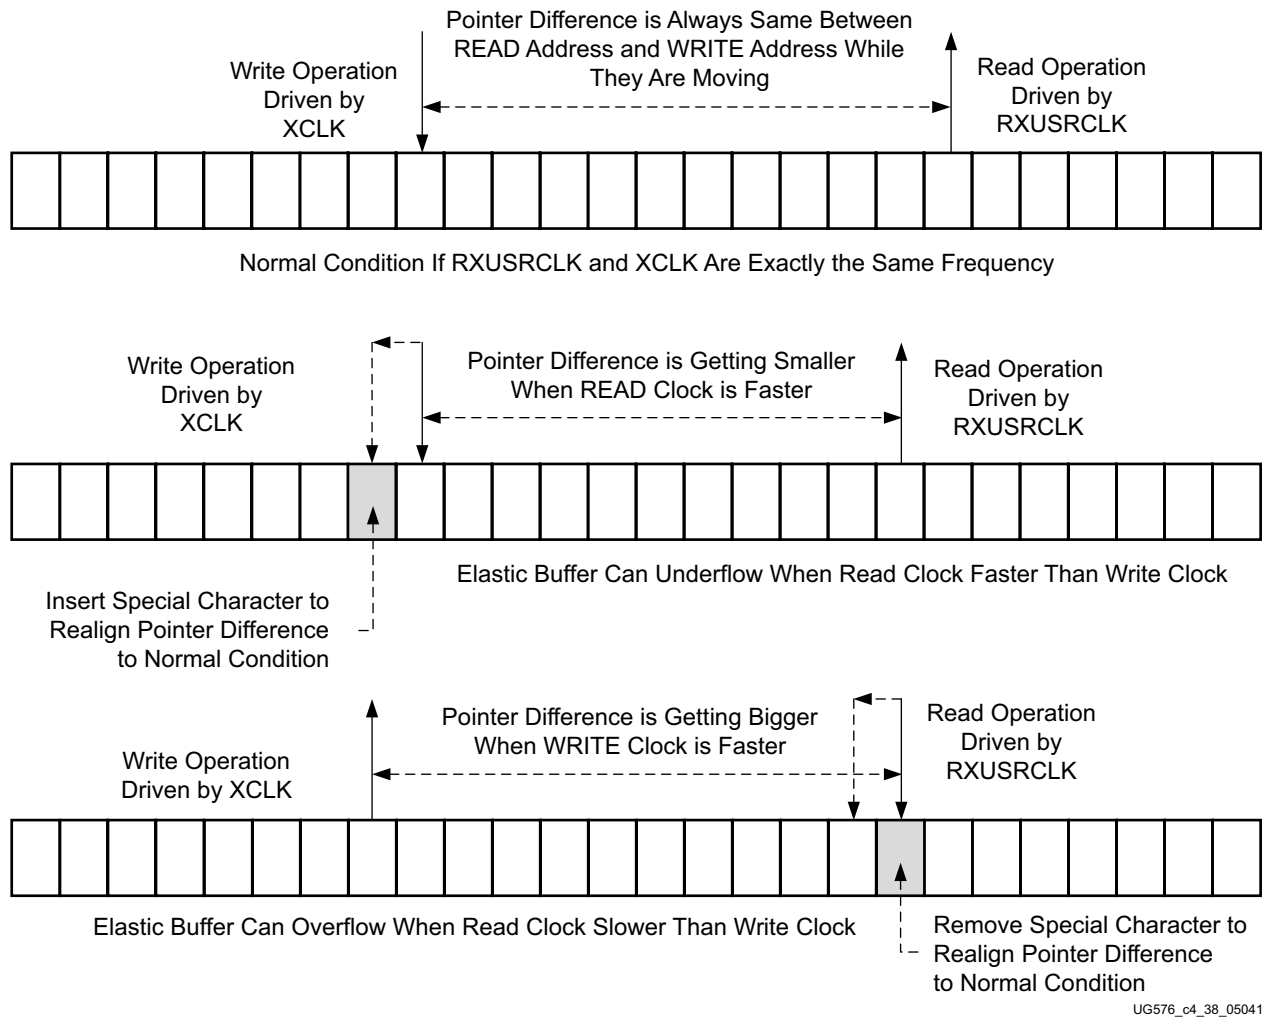 Pointer Difference is Always Same Between
READ Address and WRITE Address While
They Are Moving
Write Operation
Driven by
XCLK
Read Operation
Driven by
RXUSRCLK
Normal Condition If RXUSRCLK and XCLK Are Exactly the Same Frequency
Write Operation
Driven by
XCLK
Pointer Difference is Getting Smaller
When READ Clock is Faster
Read Operation
Driven by
RXUSRCLK
Elastic Buffer Can Underflow When Read Clock Faster Than Write Clock
Insert Special Character to
Realign Pointer Difference
to Normal Condition
Write Operation
Driven by XCLK
Pointer Difference is Getting Bigger
When WRITE Clock is Faster
Read Operation
Driven by
RXUSRCLK
Elastic Buffer Can Overflow When Read Clock Slower Than Write Clock
Remove Special Character to
Realign Pointer Difference
to Normal Condition
UG576_c4_38_05041